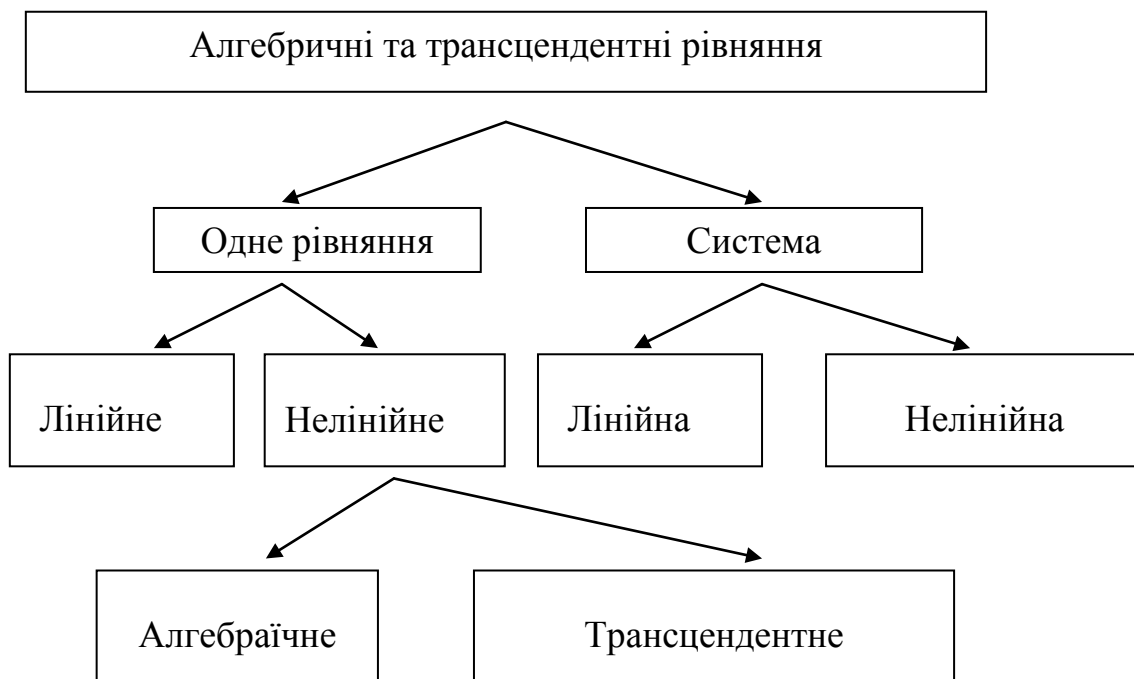 Алгебричні та трансцендентні рівняння
Одне рівняння
Система
Лінійне
Нелінійне
Лінійна
Нелінійна
Алгебраїчне
Трансцендентне